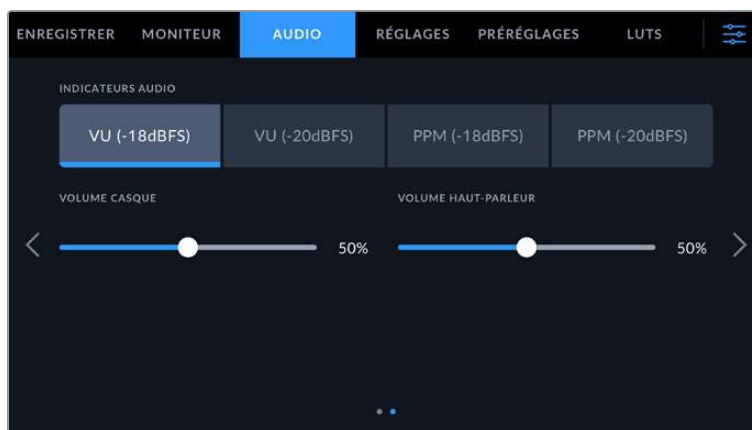 ENREGISTRER MONITEUR AUDIO RÉGLAGES PRÉRÉGLAGES LUTS
INDICATEURS AUDIO
VU (-18dBFS) VU (-20dBFS) PPM (-18dBFS) PPM (-20dBFS)
VOLUME CASQUE VOLUME HAUT-PARLEUR
50% 50%